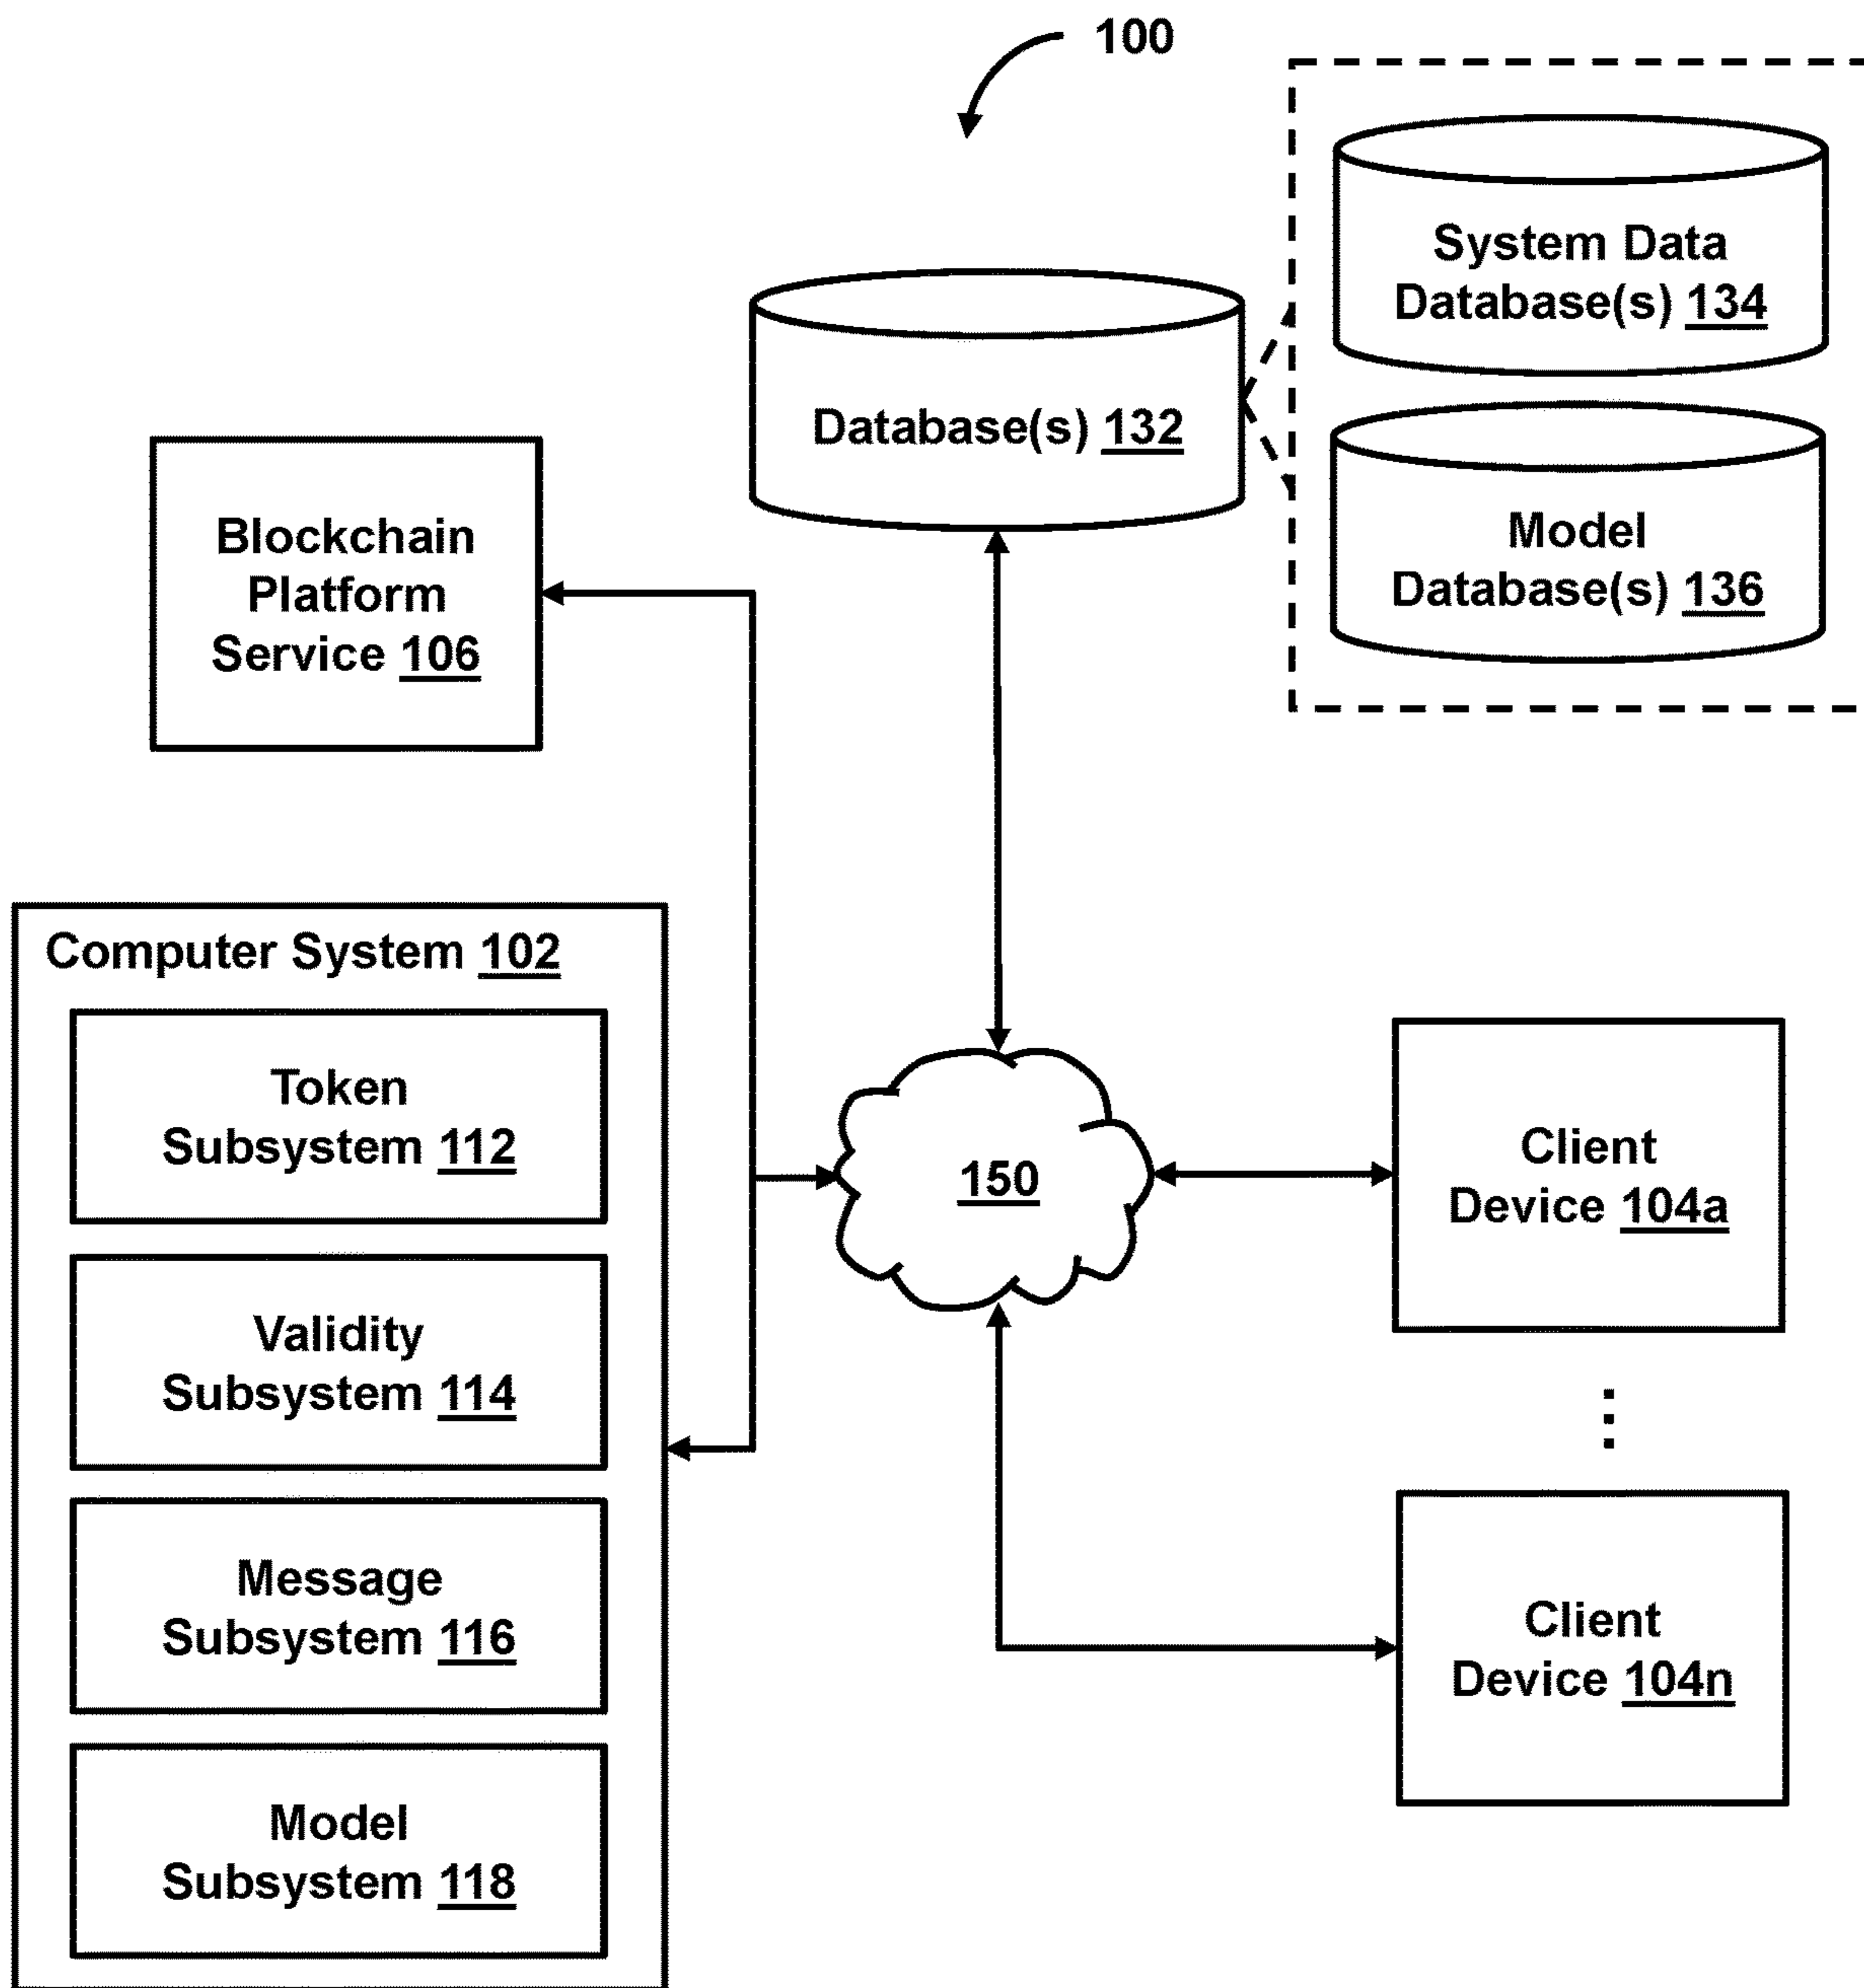 100
System Data
Database(s) 134
Database(s) 132
Model
Database(s) 136
Blockchain
Platform
Service 106
Computer System 102
Token
Subsystem 112
Validity
Subsystem 114
Message
Subsystem 116
Model
Subsystem 118
150
Client
Device 104a
Client
Device 104n